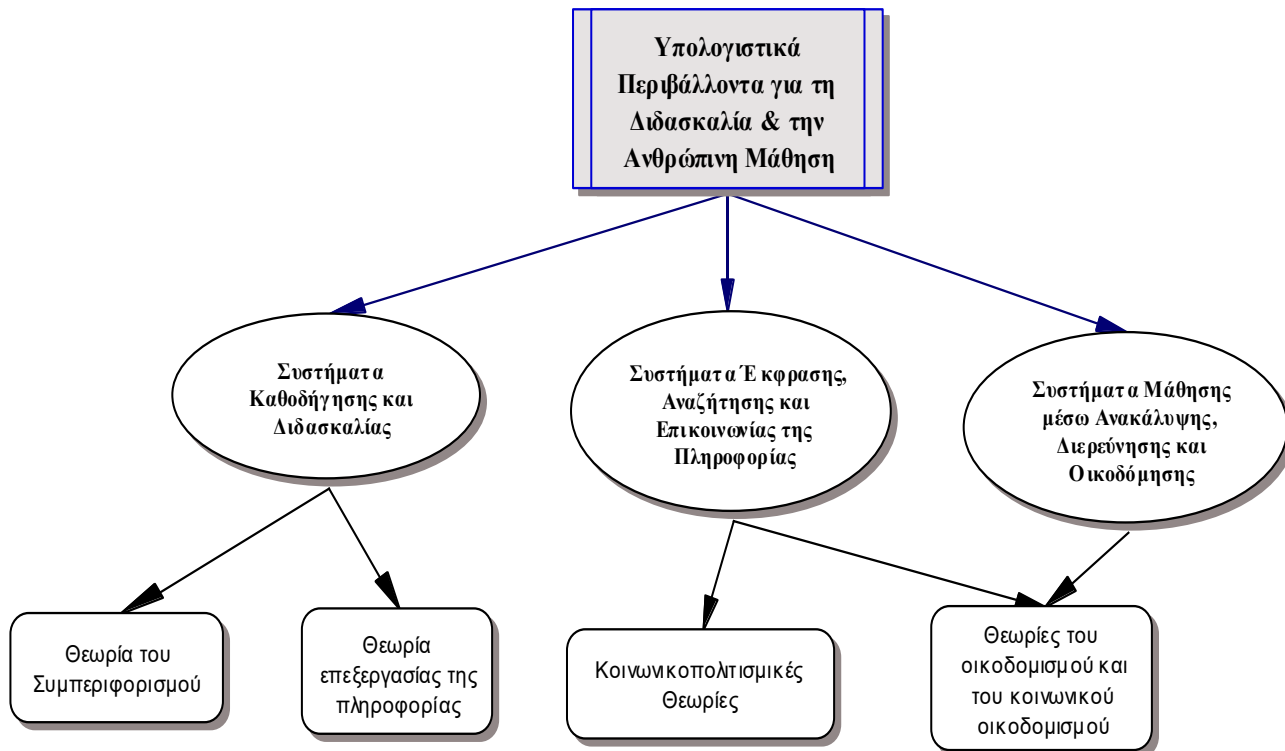 Υπολογιστικά
Περιβάλλοντα για τη
Διδασκαλία & την
Ανθρώπινη Μάθηση
Συστήματα
Καθοδήγησης και
Διδασκαλίας
Συστήματα Έκφρασης,
Αναζήτησης και
Επικοινωνίας της
Πληροφορίας
Συστήματα Μάθησης
μέσω Ανακάλυψης,
Διερεύνησης και
Οικοδόμησης
Θεωρία του
Συμπεριφορισμού
Θεωρία
επεξεργασίας της
πληροφορίας
Κοινωνικοπολιτισμικές
Θεωρίες
Θεωρίες του
οικοδομισμού και
του κοινωνικού
οικοδομισμού